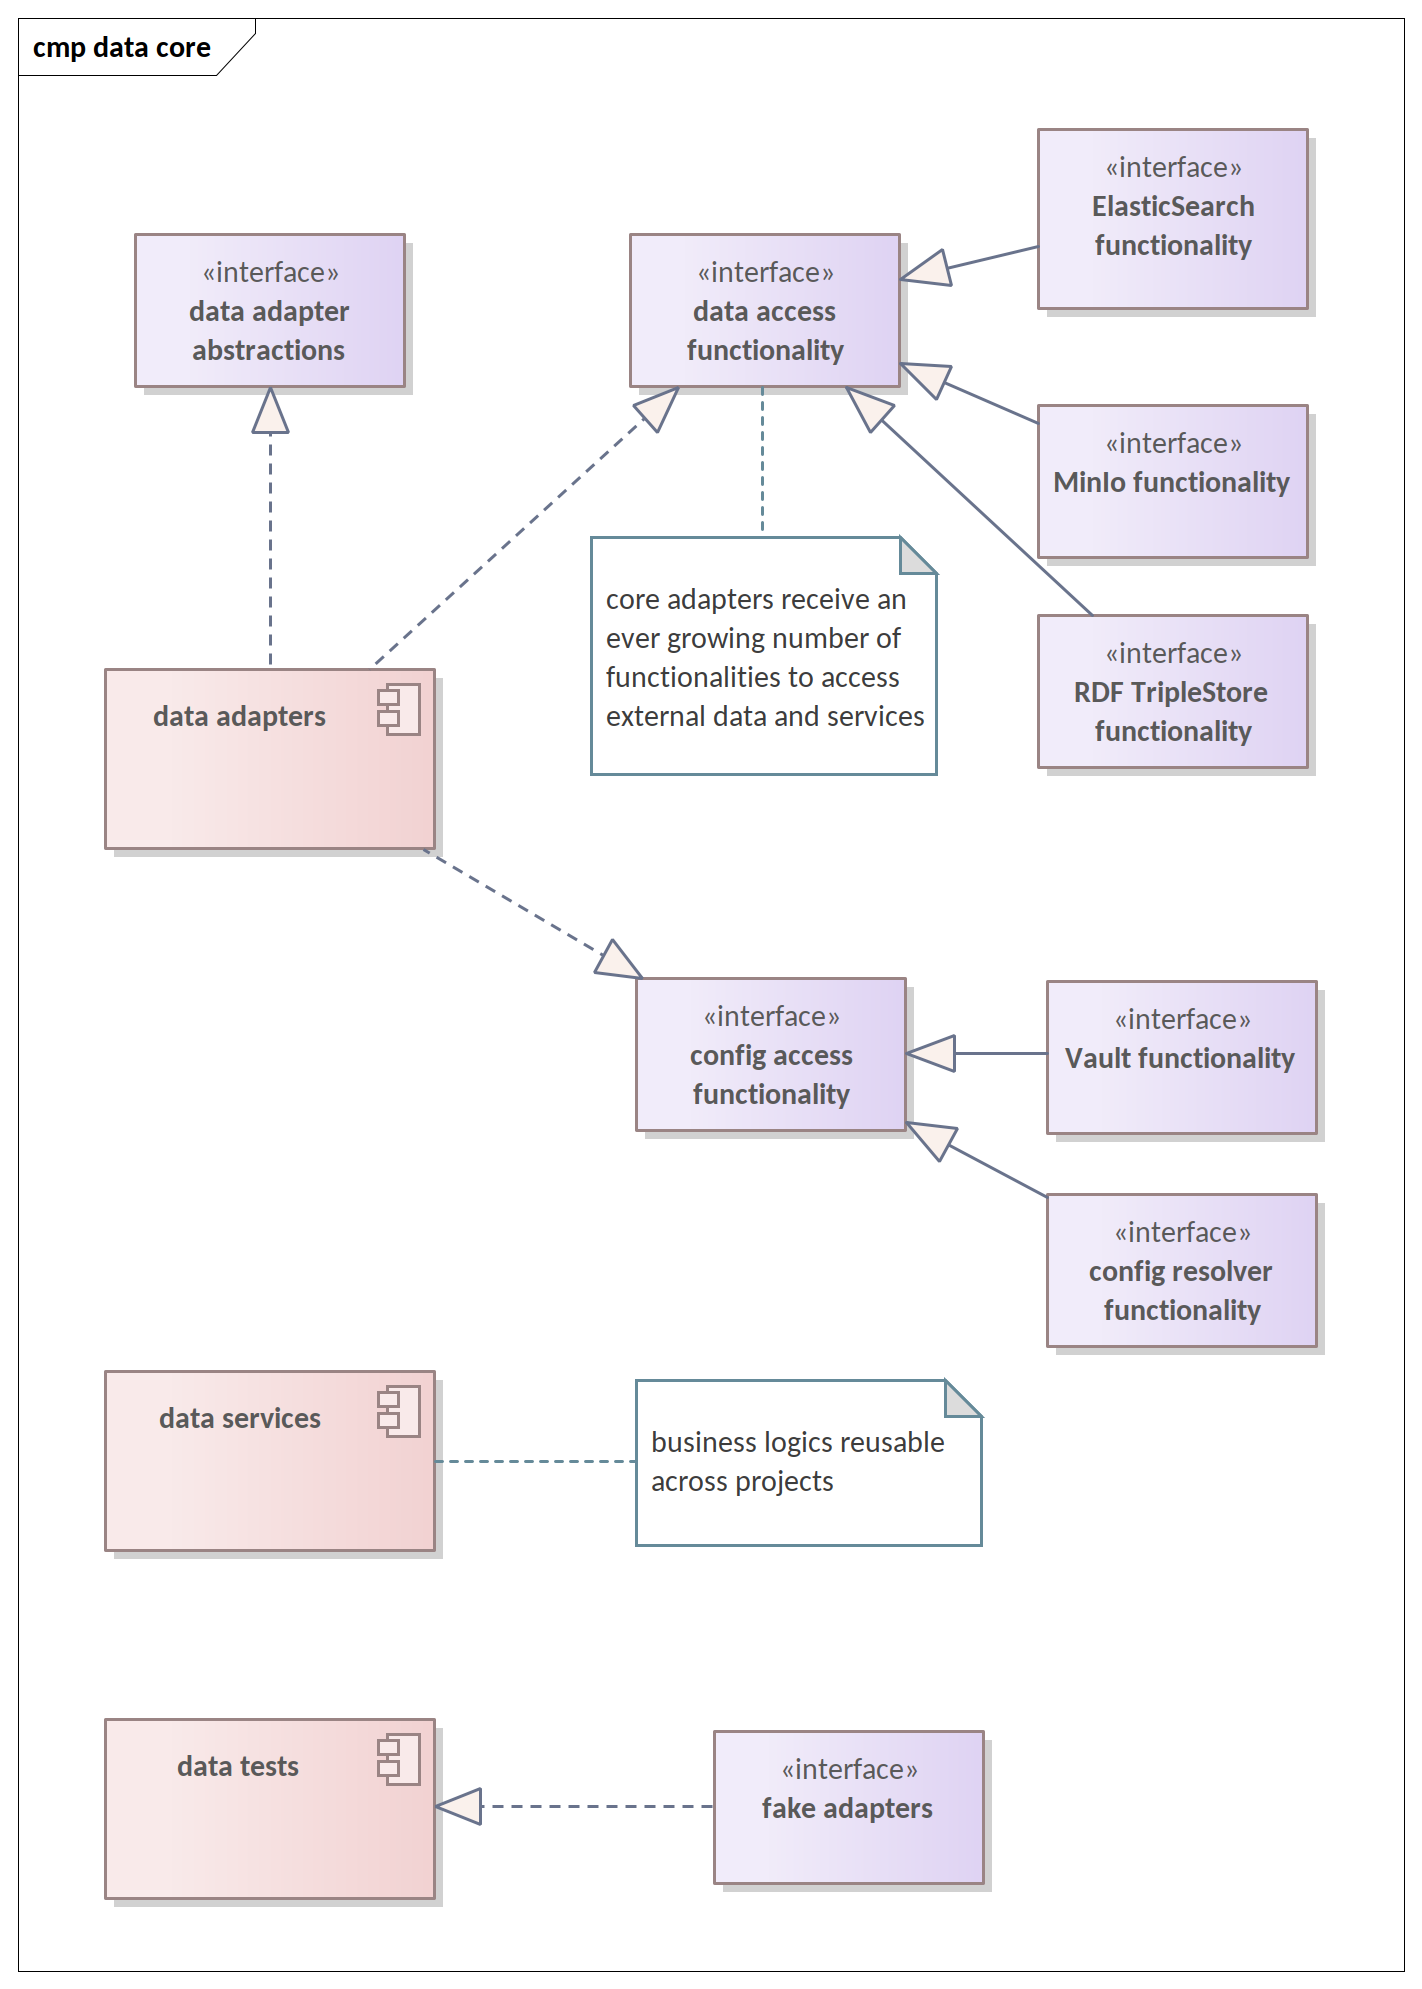 cmp data core
«interface»
ElasticSearch
functionality
«interface»
data adapter
abstractions
«interface»
data access
functionality
«interface»
MinIo functionality
core adapters receive an
ever growing number of
functionalities to access
external data and services
«interface»
RDF TripleStore
functionality
data adapters
«interface»
config access
functionality
«interface»
Vault functionality
«interface»
config resolver
functionality
data services
business logics reusable
across projects
data tests
«interface»
fake adapters